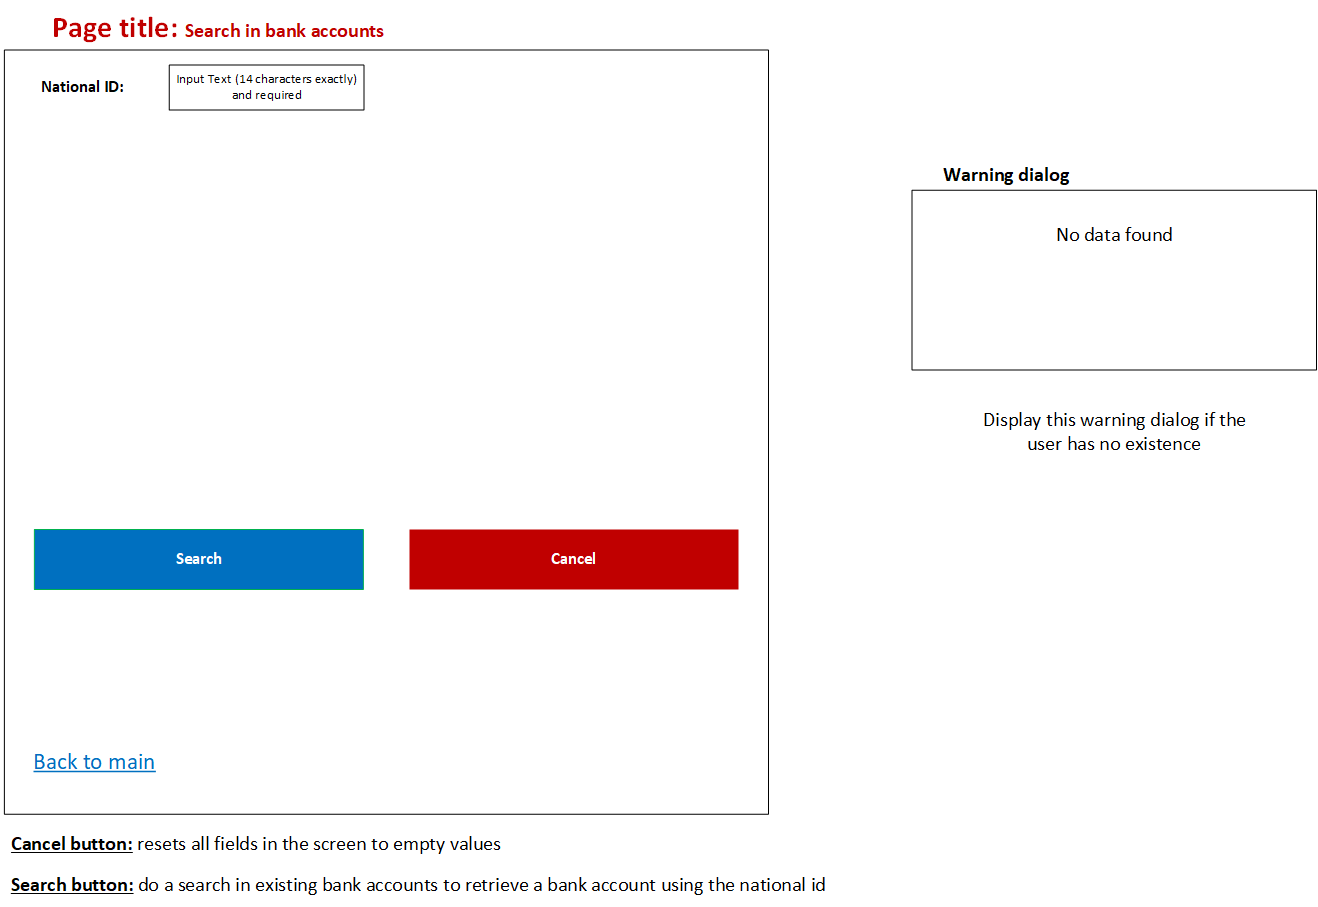 Page title: Search in bank accounts
National ID:
Input Text (14 characters exactly)
and required
Warning dialog
No data found
Display this warning dialog if the
user has no existence
Search
Cancel
Back to main
Cancel button: resets all fields in the screen to empty values
Search button: do a search in existing bank accounts to retrieve a bank account using the national id